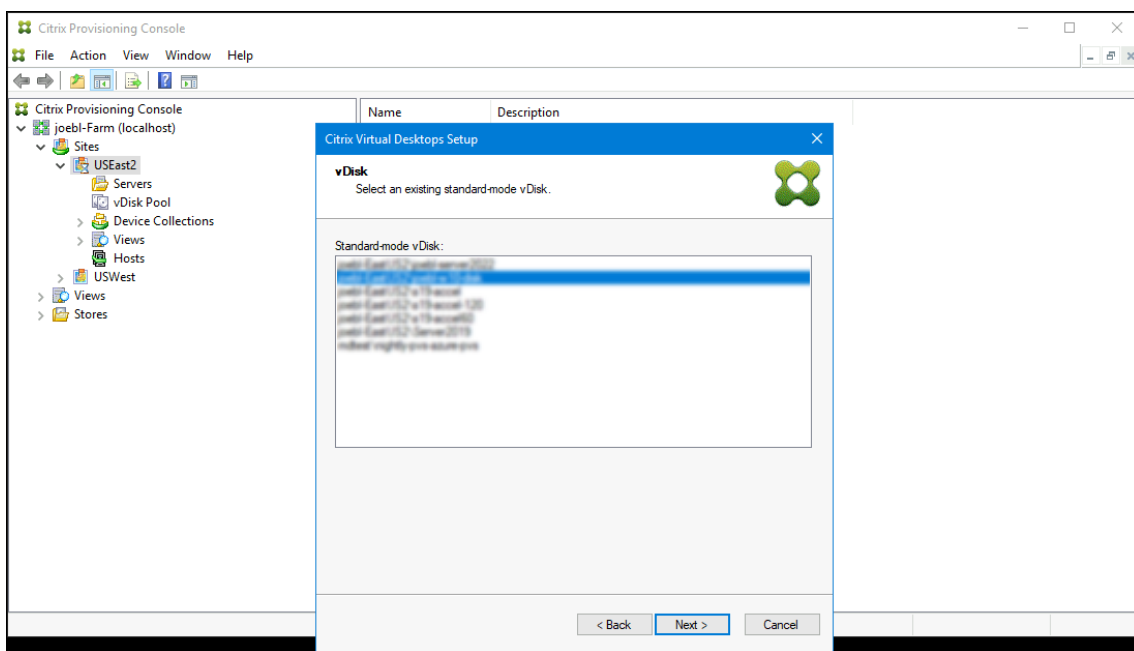 Citrix Provisioning Console
File Action View Window Help
Citrix Provisioning Console
joebl-Farm (localhost)
Sites
USEast2
Servers
vDisk Pool
Device Collections
Views
Hosts
USWest
Views
Stores
Name Description
Citrix Virtual Desktops Setup
vDisk
Select an existing standard-mode vDisk.
Standard-mode vDisk:
< Back Next > Cancel